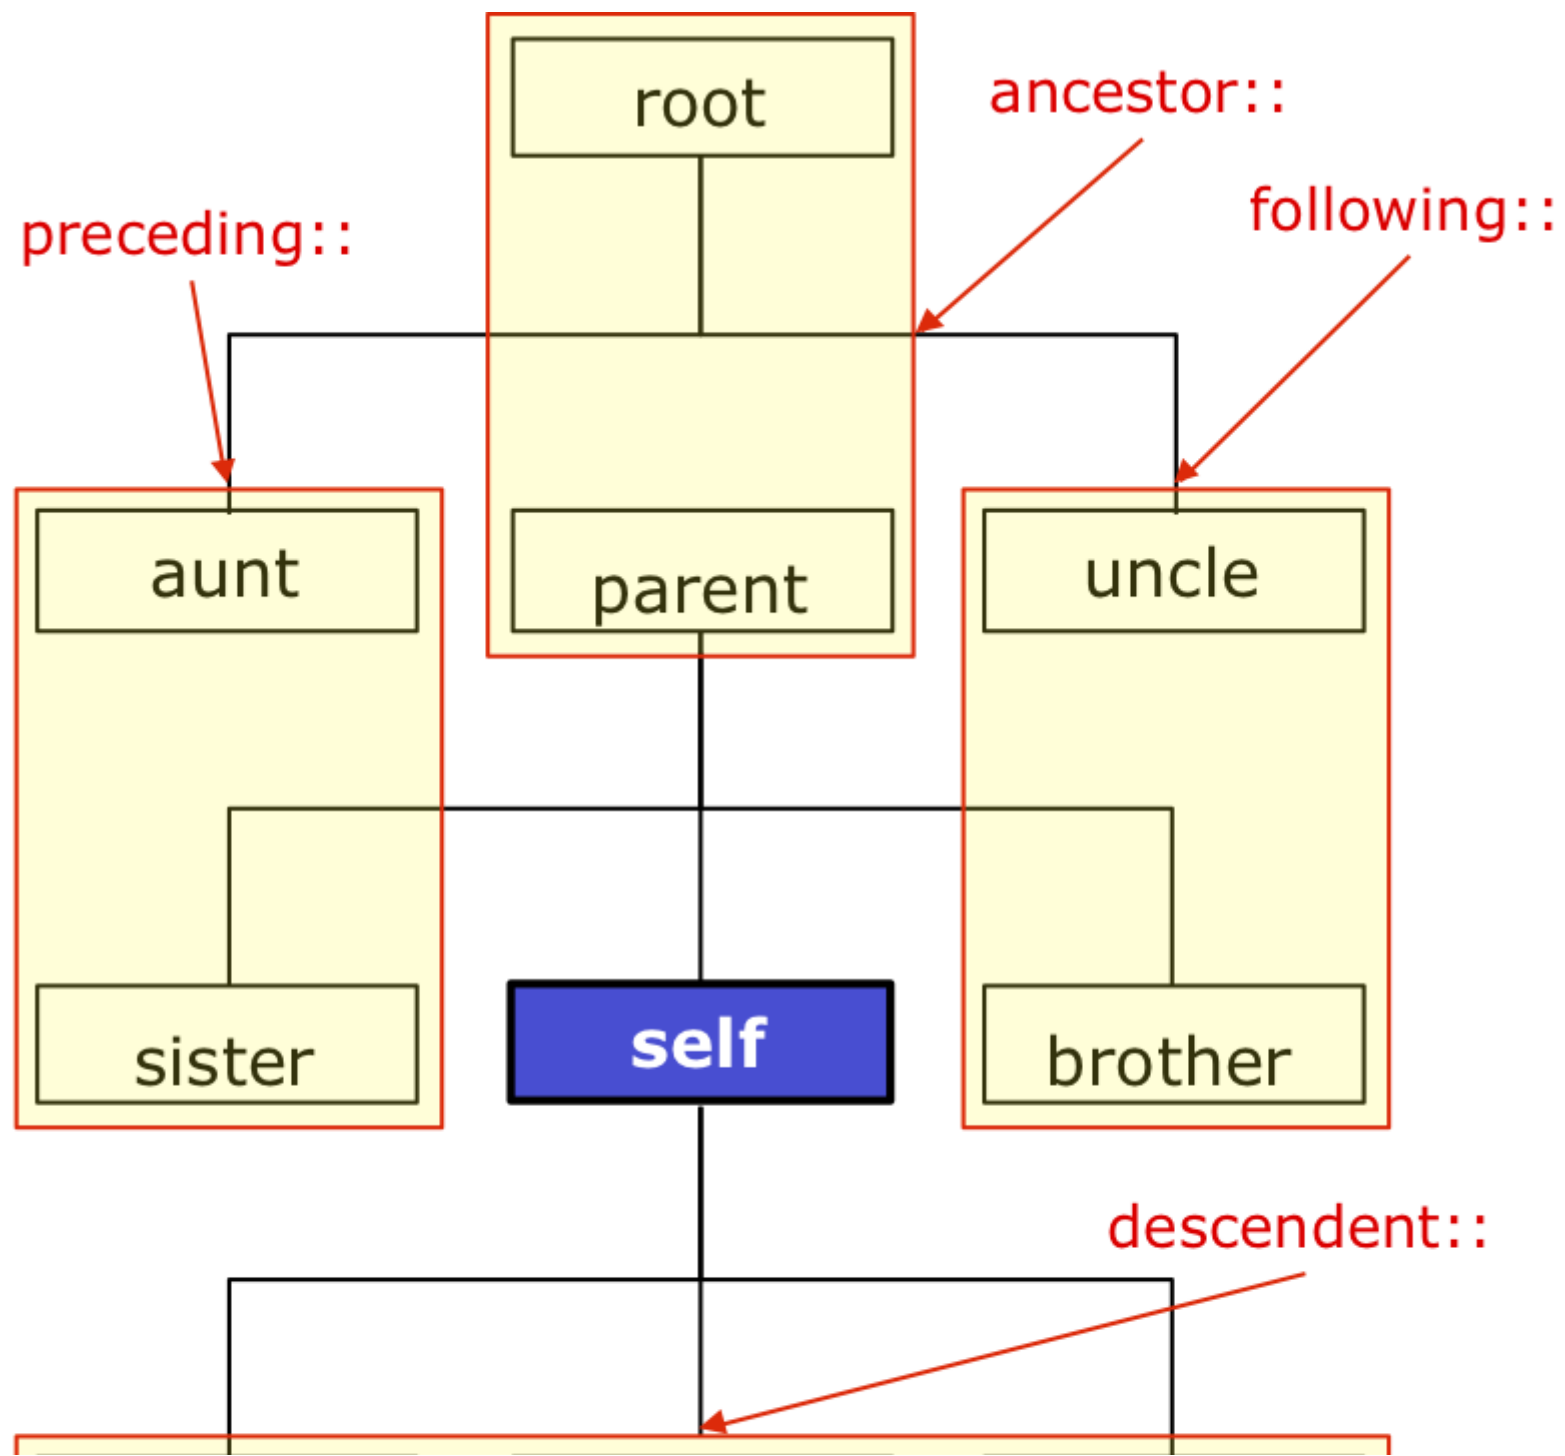 root
ancestor::
following::
preceding::
aunt
parent
uncle
sister
self
brother
descendent::